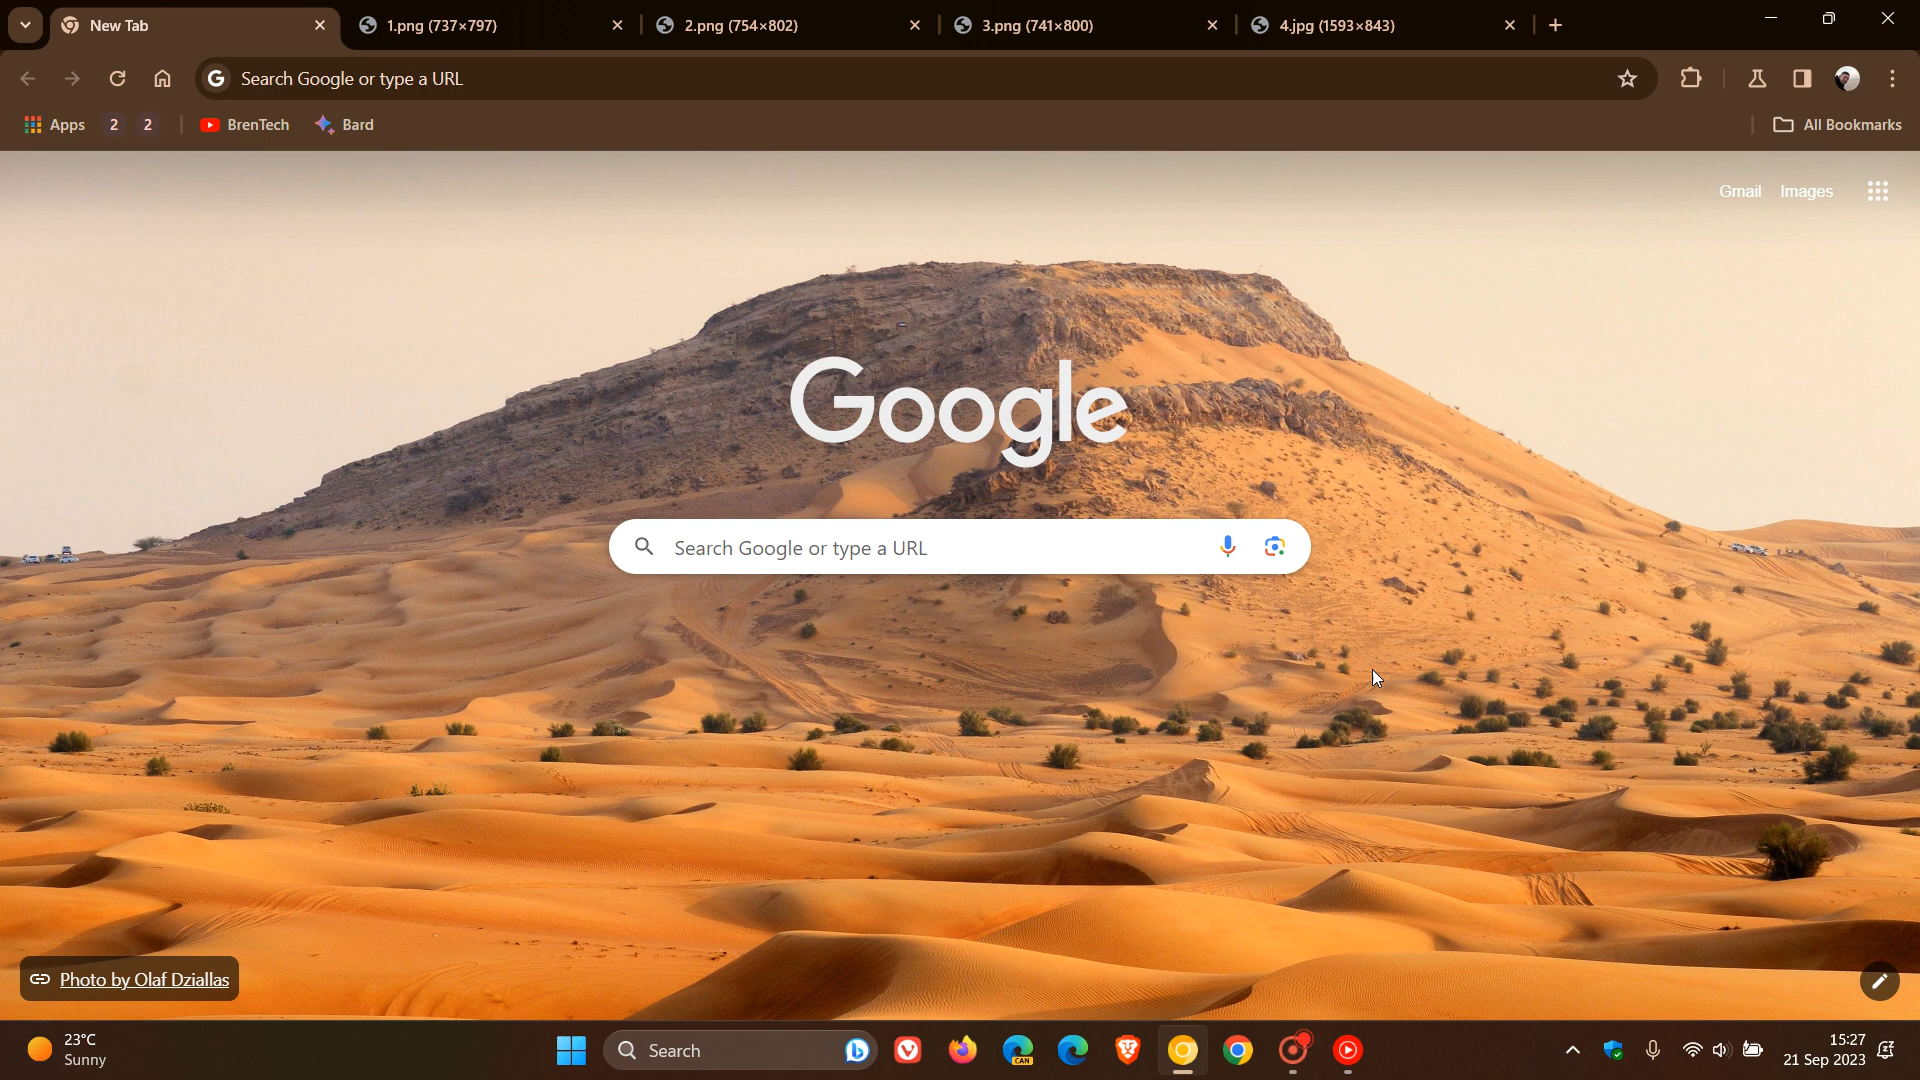 New Tab
1.png (737×797)
2.png (754×802)
3.png (741×800)
4.jpg (1593×843)
Search Google or type a URL
Apps
2
2
BrenTech
Bard
All Bookmarks
Gmail
Images
Google
Search Google or type a URL
Photo by Olaf Dziallas
23°C
Sunny
Search
CAN
15:27
21 Sep 2023